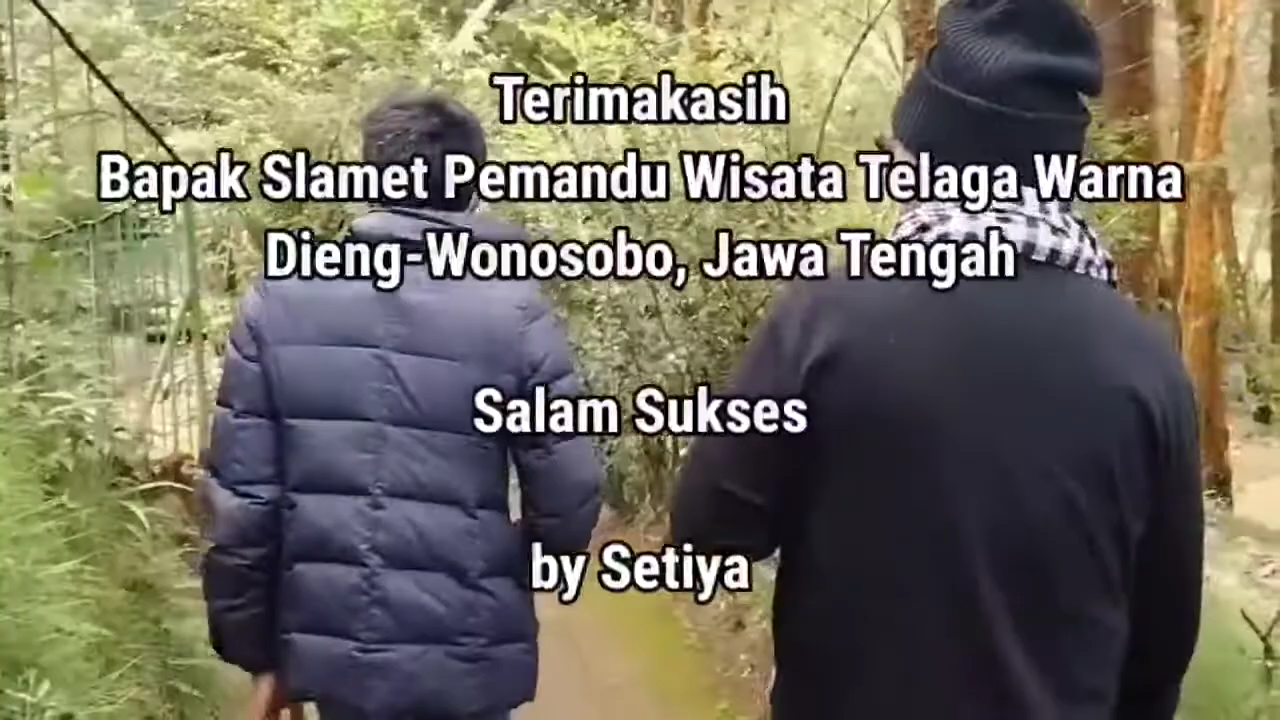 Terimakasih
Bapak Slamet Pemandu Wisata Telaga Warna
Dieng-Wonosobo, Jawa Tengah
Salam Sukses
by Setiya